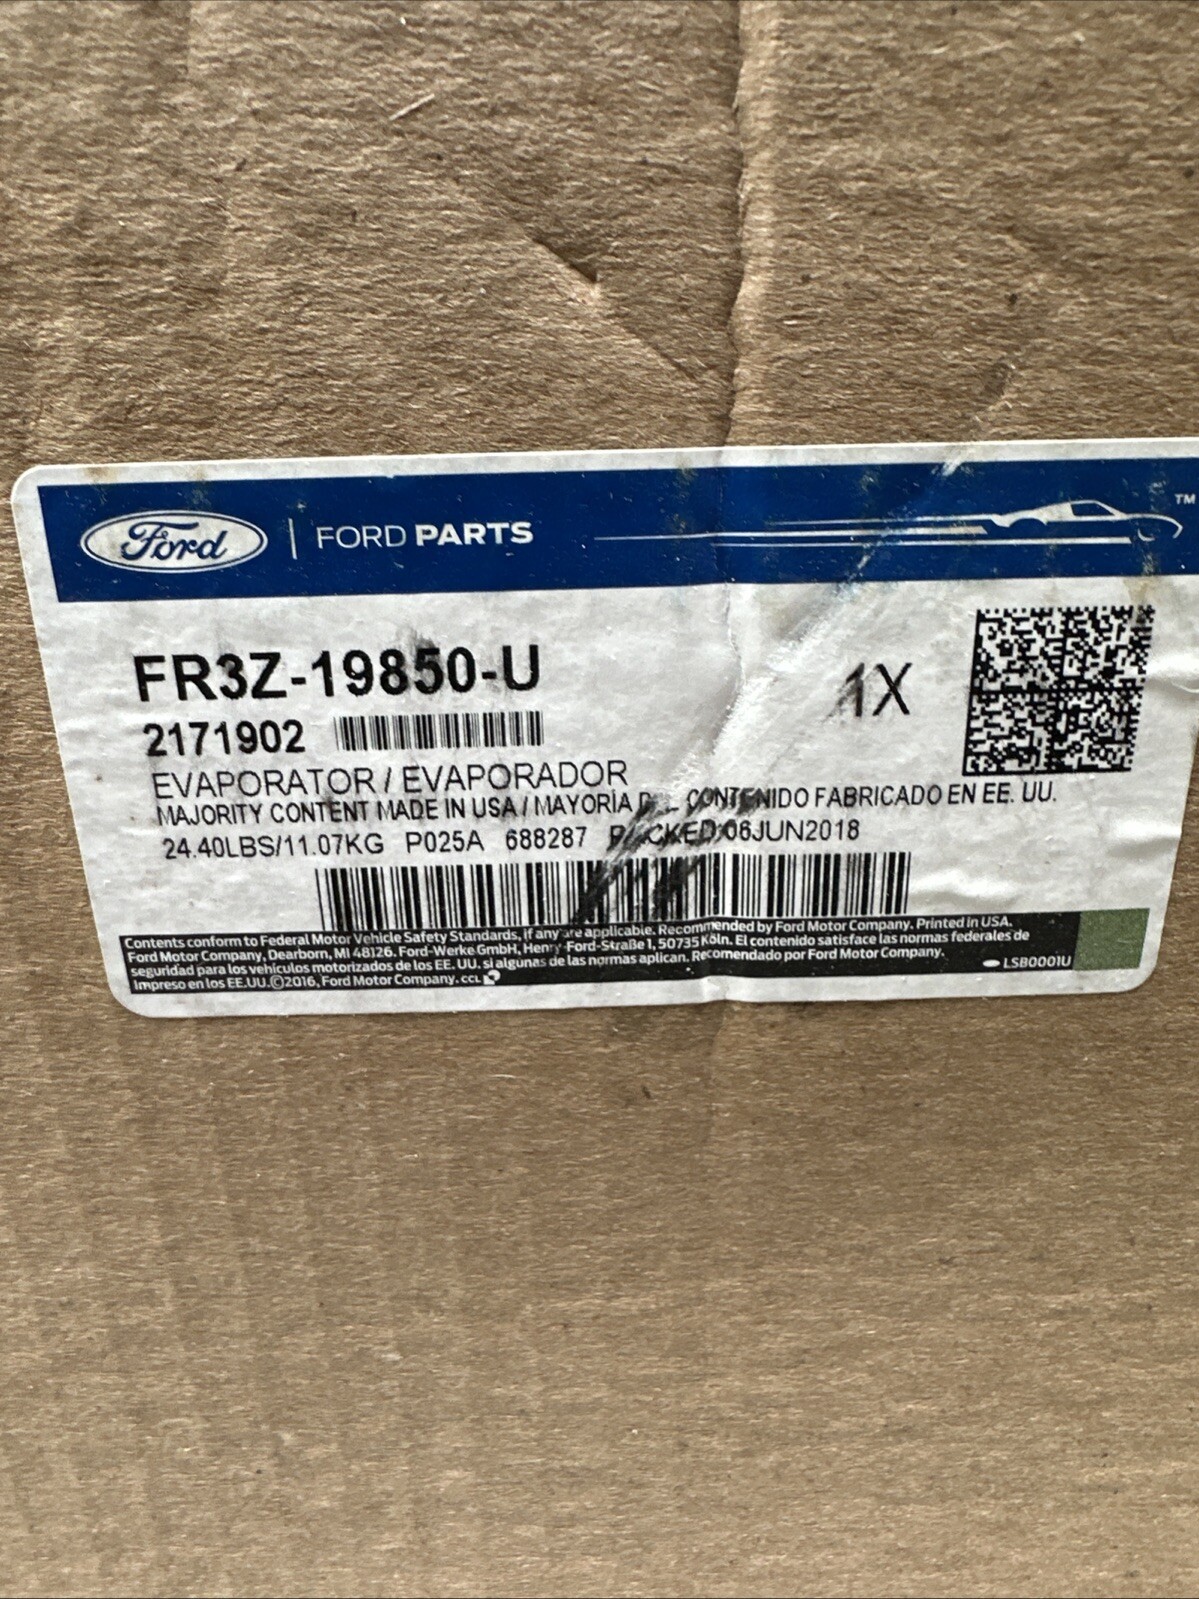 Ford | FORD PARTS TM
FR3Z-19850-U 1X
2171902
EVAPORATOR / EVAPORADOR
MAJORITY CONTENT MADE IN USA / MAYORÍA CONTENIDO FABRICADO EN EE. UU.
24.40LBS/11.07KG P025A 688287 PACKED:06JUN2018
Contents conform to Federal Motor Vehicle Safety Standards, if any are applicable. Recommended by Ford Motor Company. Printed in USA.
Ford Motor Company, Dearborn, MI 48126. Ford-Werke GmbH, Henry-Ford-Straße 1, 50735 Köln. El contenido satisface las normas federales de
seguridad para los vehículos motorizados de los EE. UU. si algunas de las normas aplican. Recomendado por Ford Motor Company.
Impreso en los EE.UU.©2016, Ford Motor Company. CCL
LSB0001U